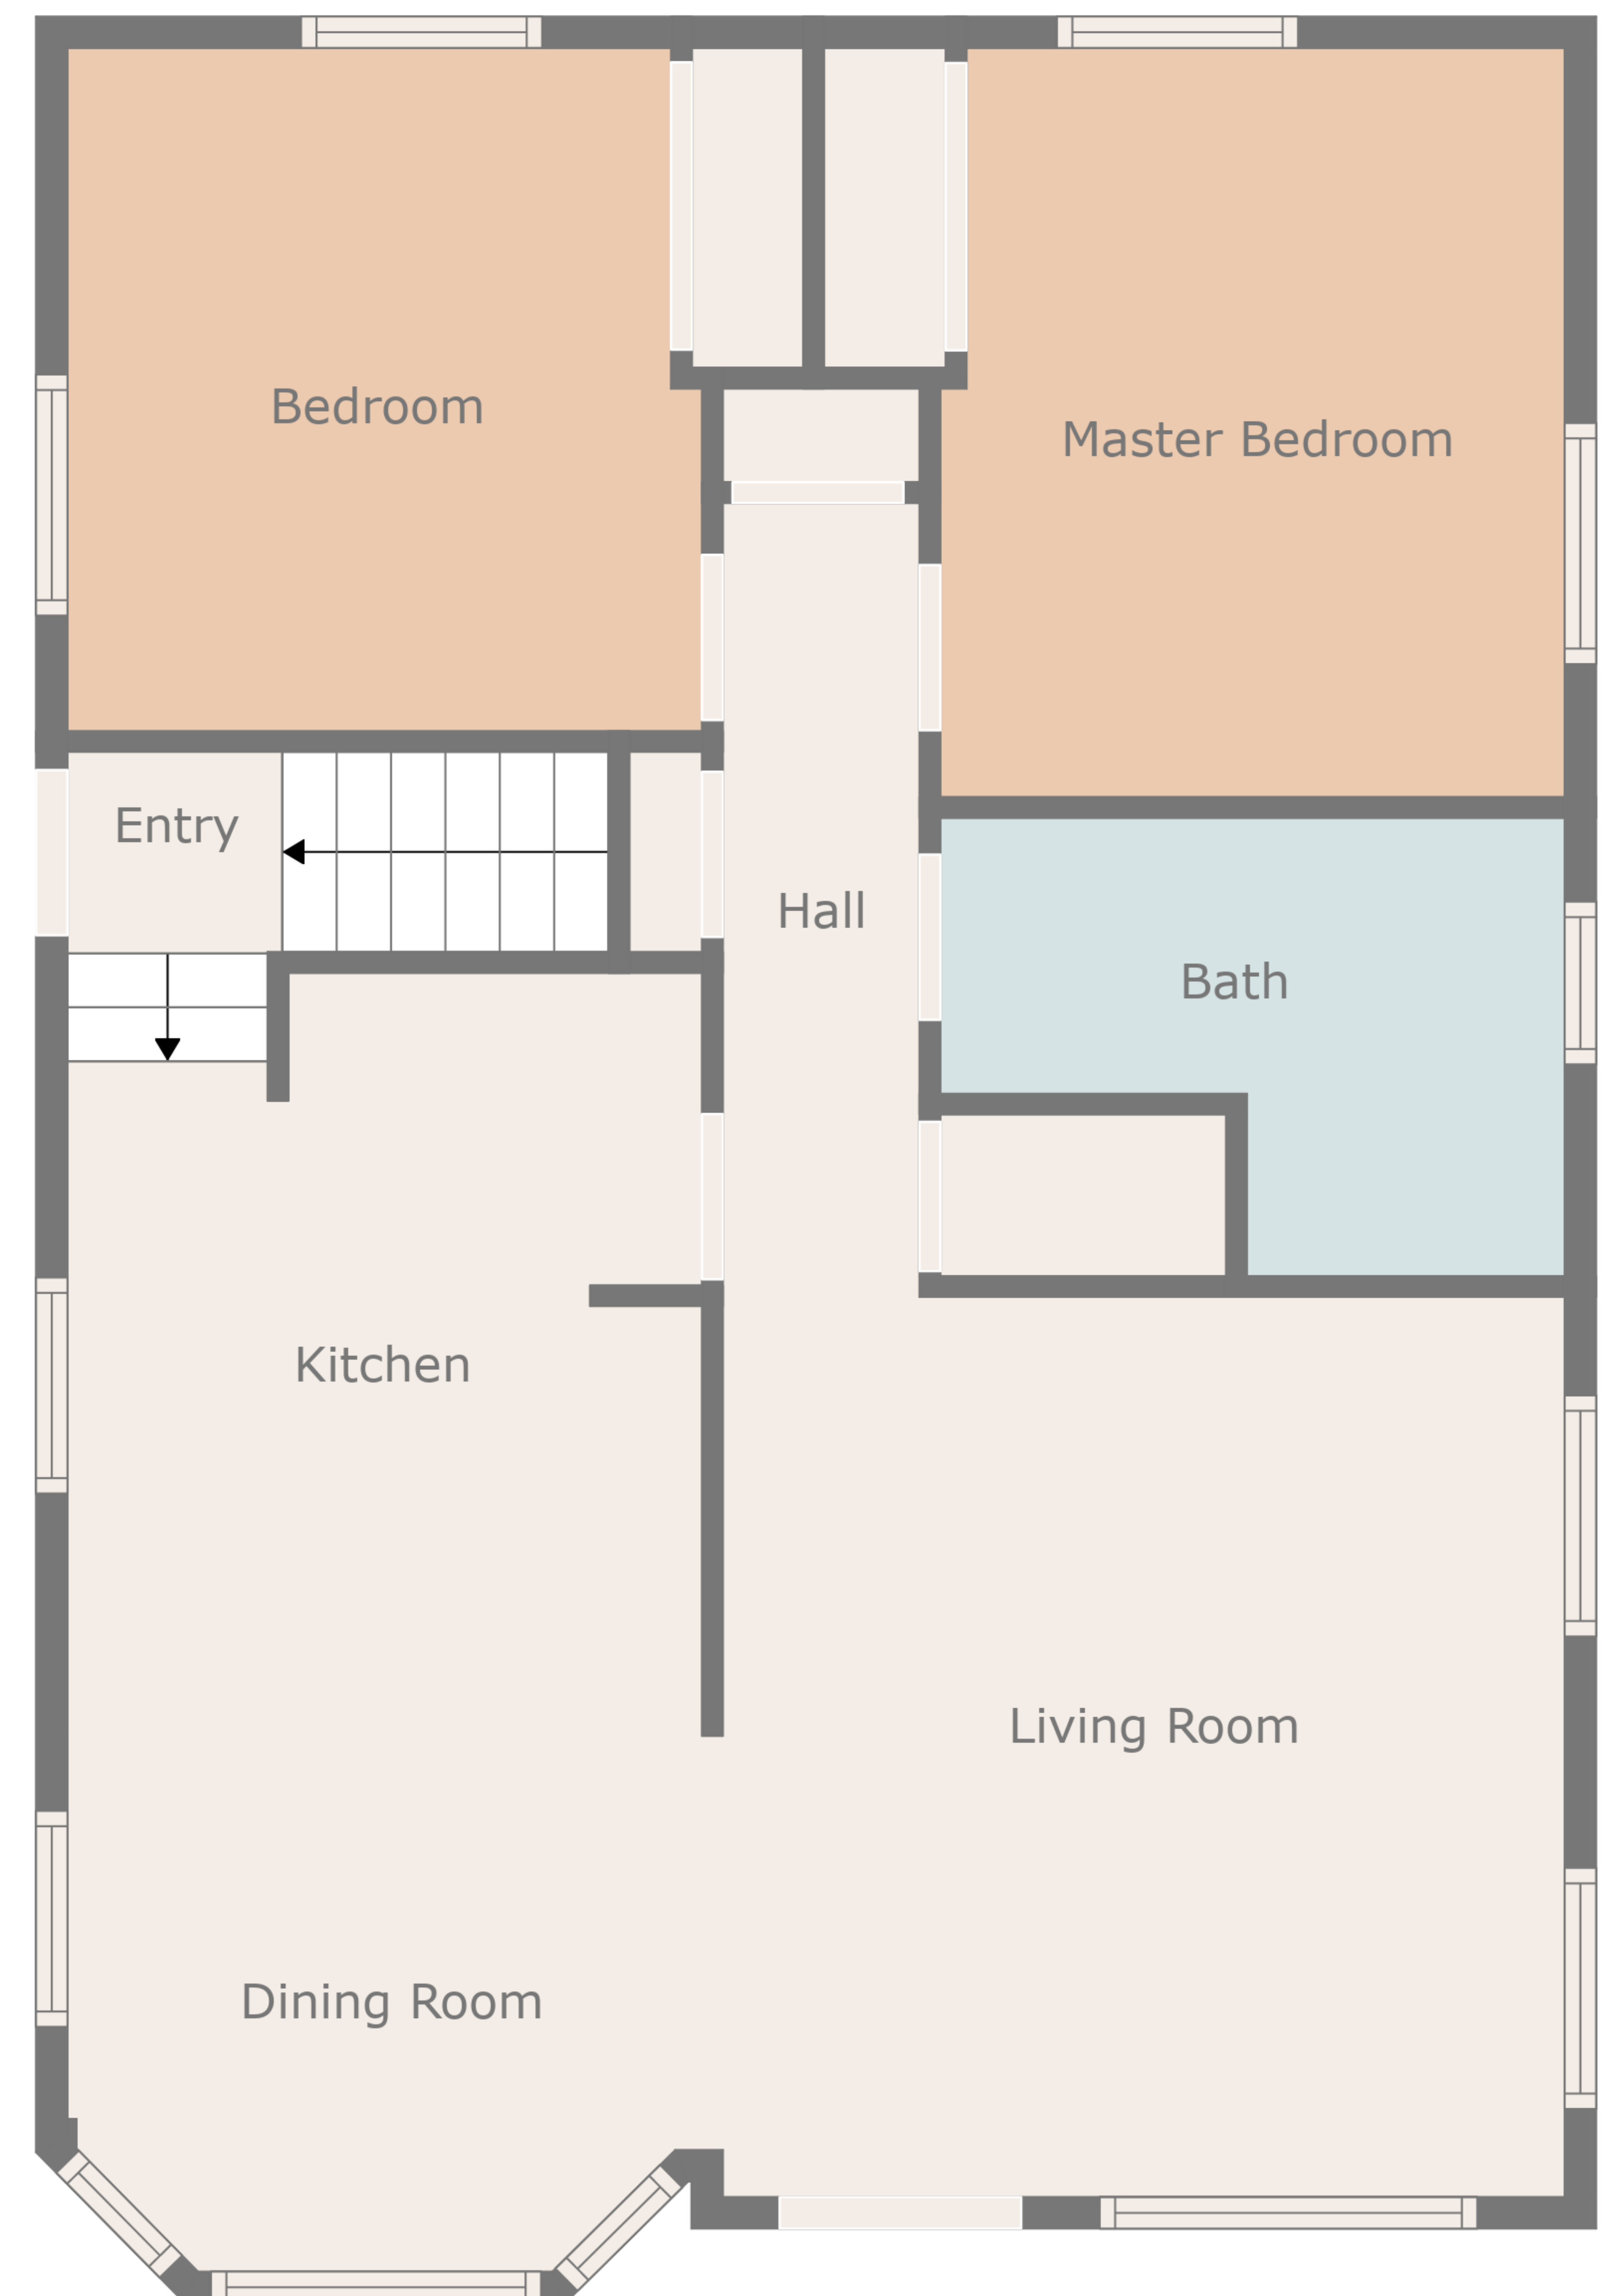 Bedroom
Master Bedroom
Entry
Hall
Bath
Kitchen
Living Room
Dining Room